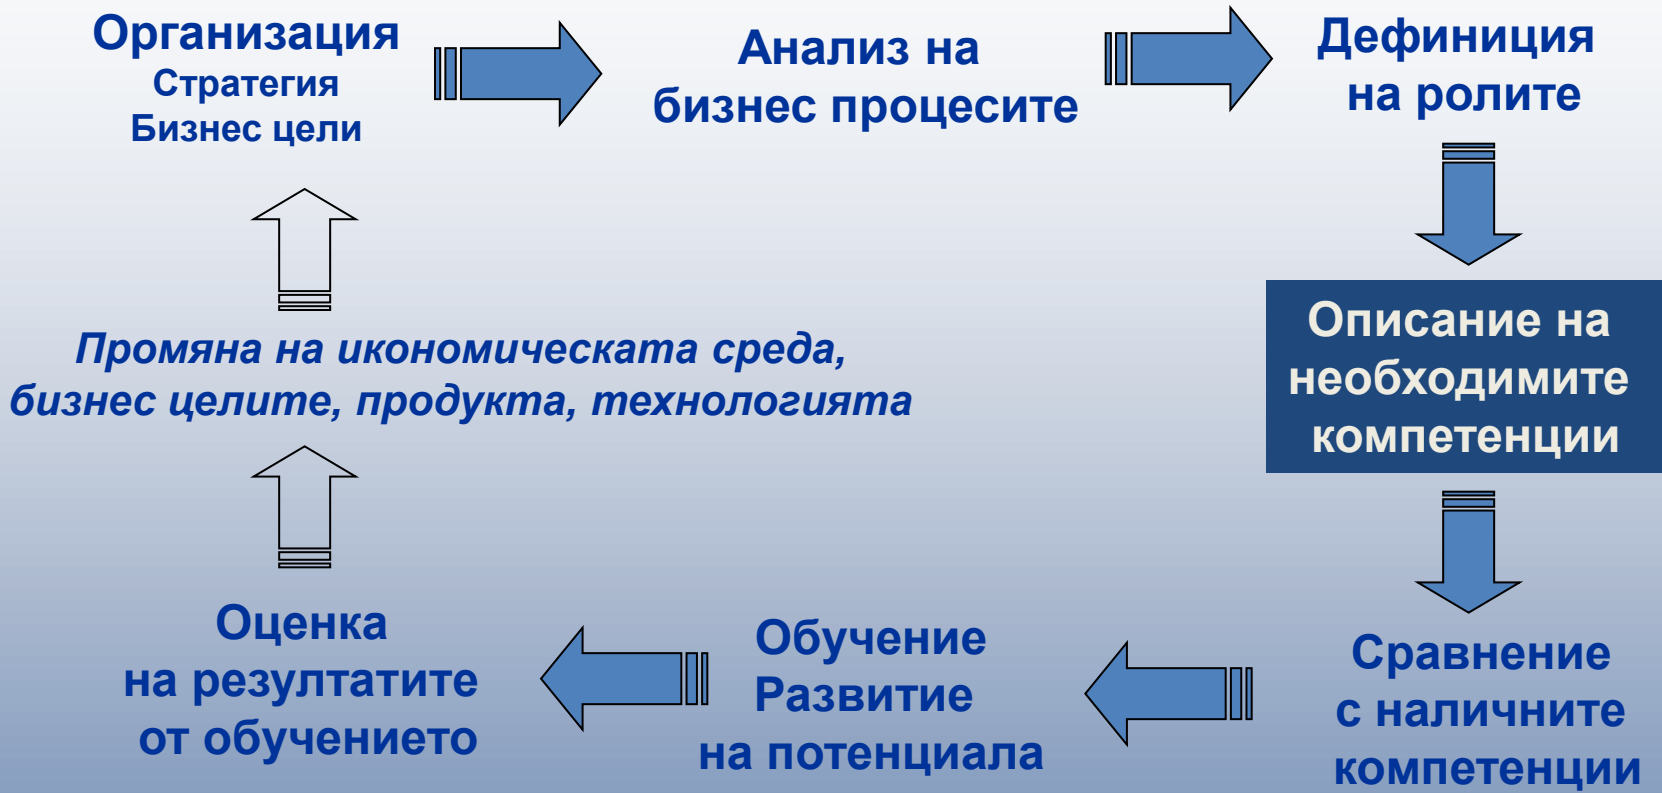 Организация
Стратегия
Бизнес цели
Анализ на
бизнес процесите
Дефиниция
на ролите
Описание на
необходимите
компетенции
Сравнение
с наличните
компетенции
Обучение
Развитие
на потенциала
Оценка
на резултатите
от обучението
Промяна на икономическата среда,
бизнес целите, продукта, технологията